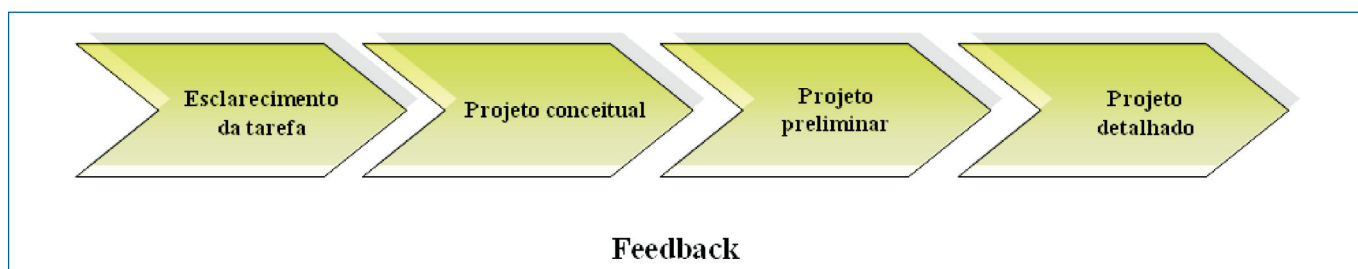 Esclarecimento
da tarefa
Projeto conceitual
Projeto
preliminar
Projeto
detalhado
Feedback